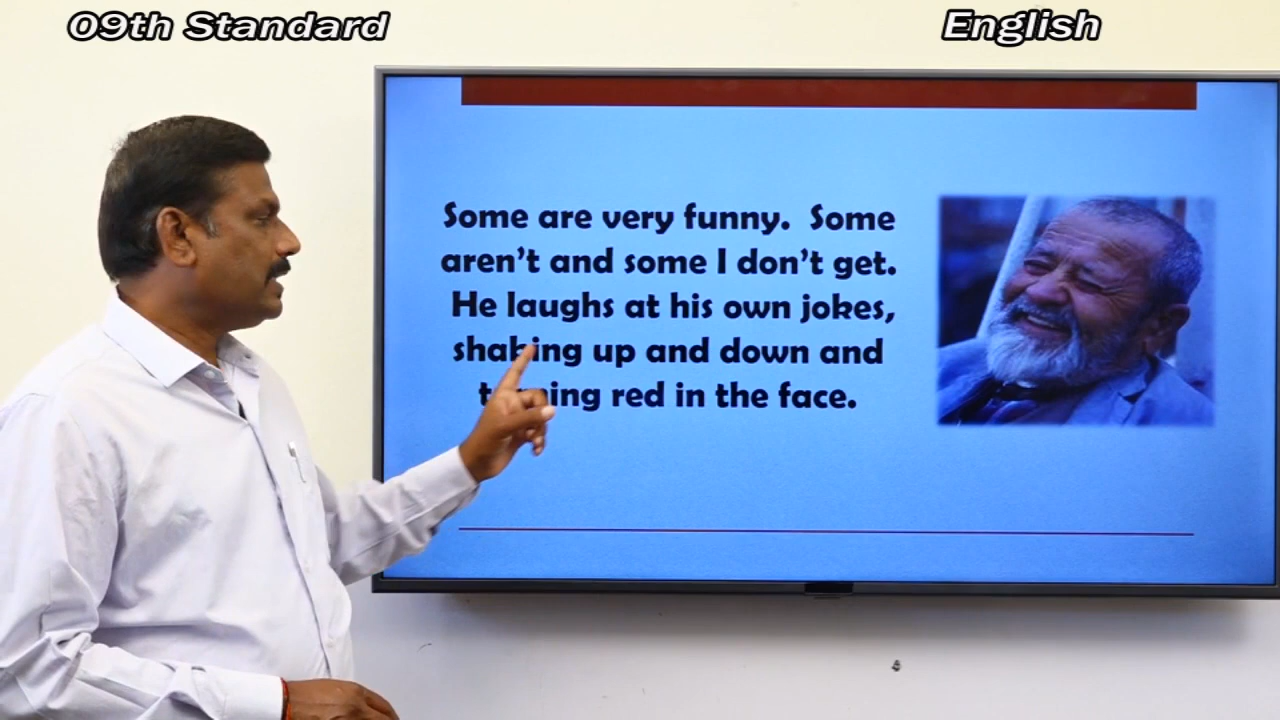 09th Standard
English
Some are very funny. Some
aren't and some I don't get.
He laughs at his own jokes,
shaking up and down and
turning red in the face.